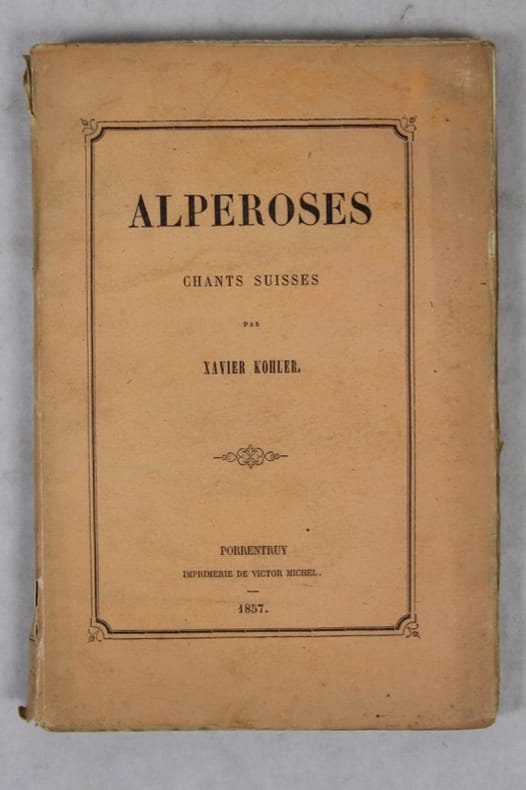 ALPEROSES
CHANTS SUISSES
PAR
XAVIER KOHLER.
PORRENTRUY
IMPRIMERIE DE VICTOR MICHEL.
1857.